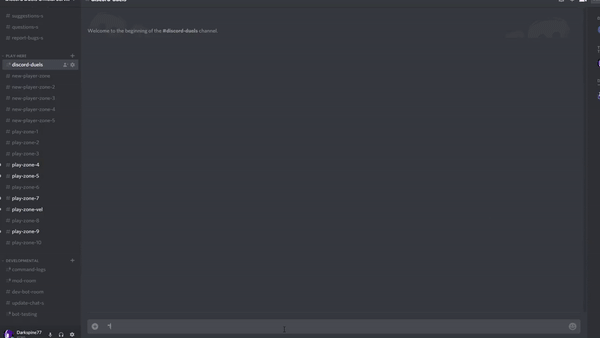 suggestions-x
questions-x
report-bugs-x
PLAY HERE
discord-duels
new-player-zone
new-player-zone-2
new-player-zone-3
new-player-zone-4
new-player-zone-5
play-zone-1
play-zone-2
play-zone-3
play-zone-4
play-zone-5
play-zone-6
play-zone-7
play-zone-vel
play-zone-8
play-zone-9
play-zone-10
DEVELOPMENTAL
command-logs
mod-room
dev-bot-room
update-chat-x
bot-testing
Darkspine77
discord-duels
Welcome to the beginning of the #discord-duels channel.